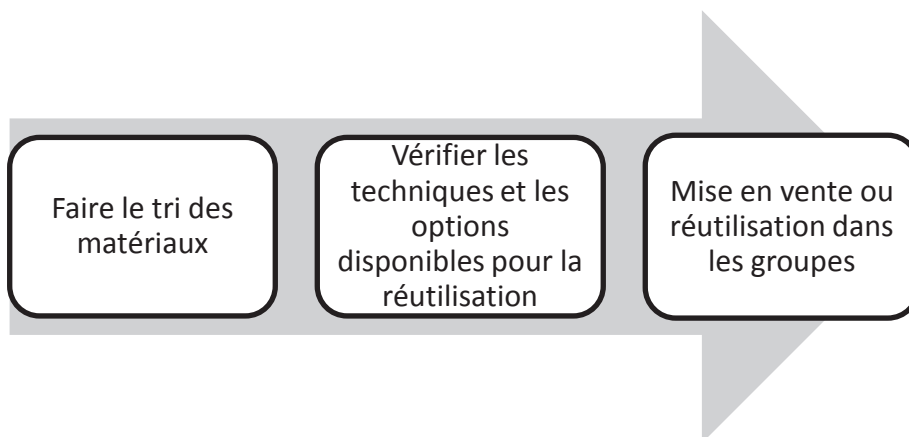 Faire le tri des
matériaux
Vérifier les
techniques et les
options
disponibles pour la
réutilisation
Mise en vente ou
réutilisation dans
les groupes